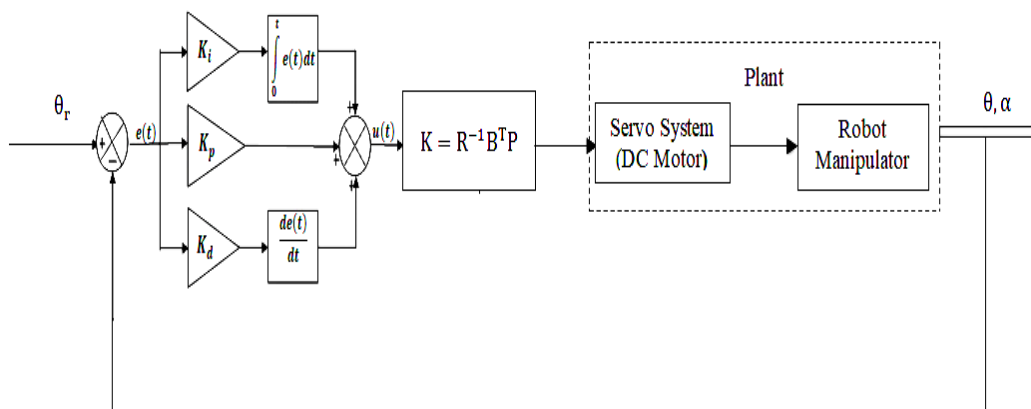 θr
+
−
e(t)
Ki
t
∫ e(t)dt
0
Kp
Kd
de(t)
dt
+
+
+
u(t)
K = R⁻¹BᵀP
Plant
Servo System
(DC Motor)
Robot
Manipulator
θ, α